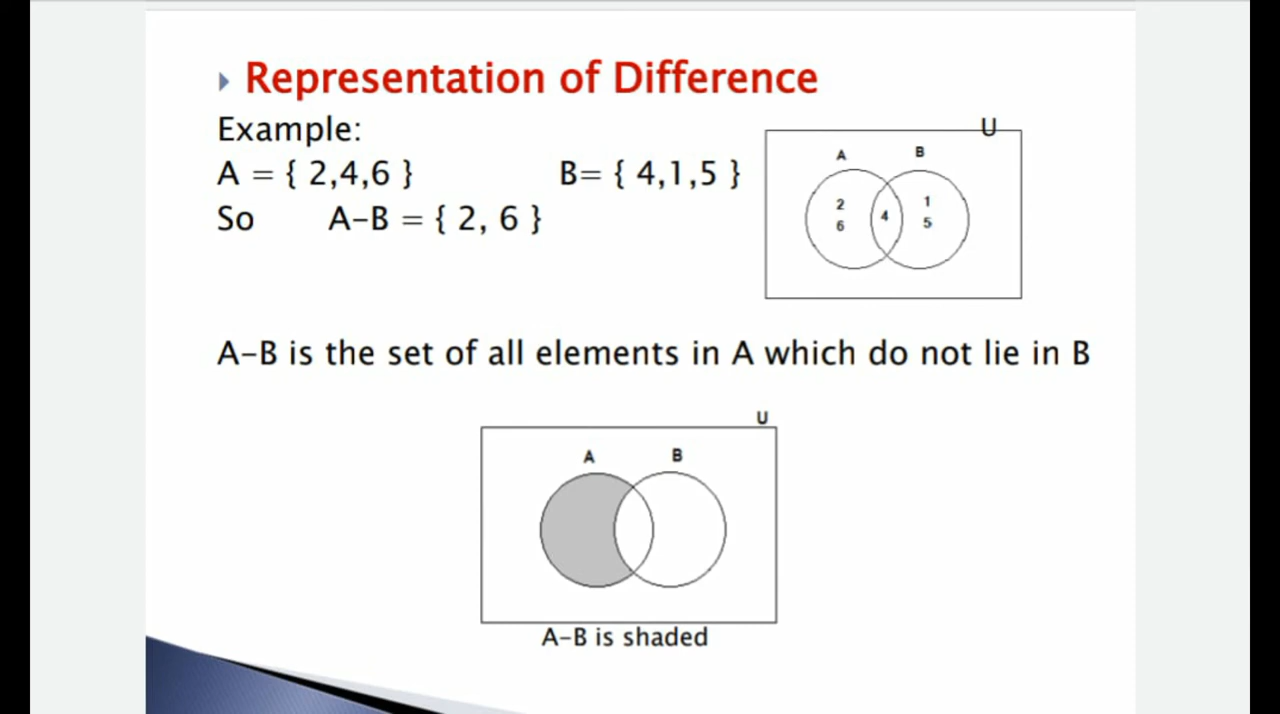 Representation of Difference
Example:
A = { 2,4,6 } B= { 4,1,5 }
So A-B = { 2, 6 }
U
A B
2 4 1
6 5
A-B is the set of all elements in A which do not lie in B
U
A B
A-B is shaded